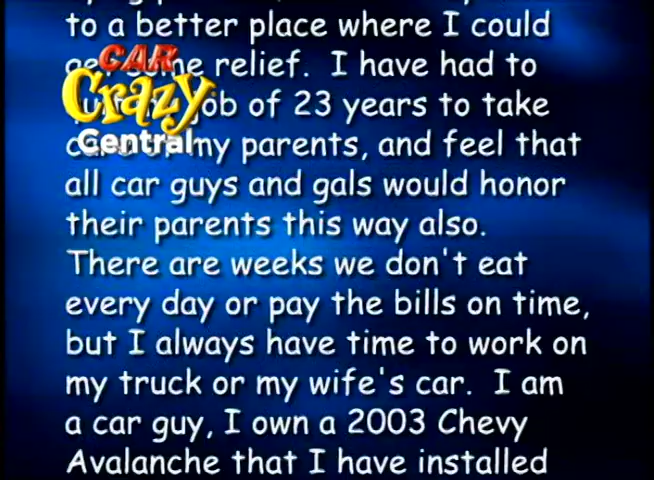 to a better place where I could
get some relief. I have had to
job of 23 years to take
care of my parents, and feel that
all car guys and gals would honor
their parents this way also.
There are weeks we don't eat
every day or pay the bills on time,
but I always have time to work on
my truck or my wife's car. I am
a car guy, I own a 2003 Chevy
Avalanche that I have installed
CAR
Crazy
Central